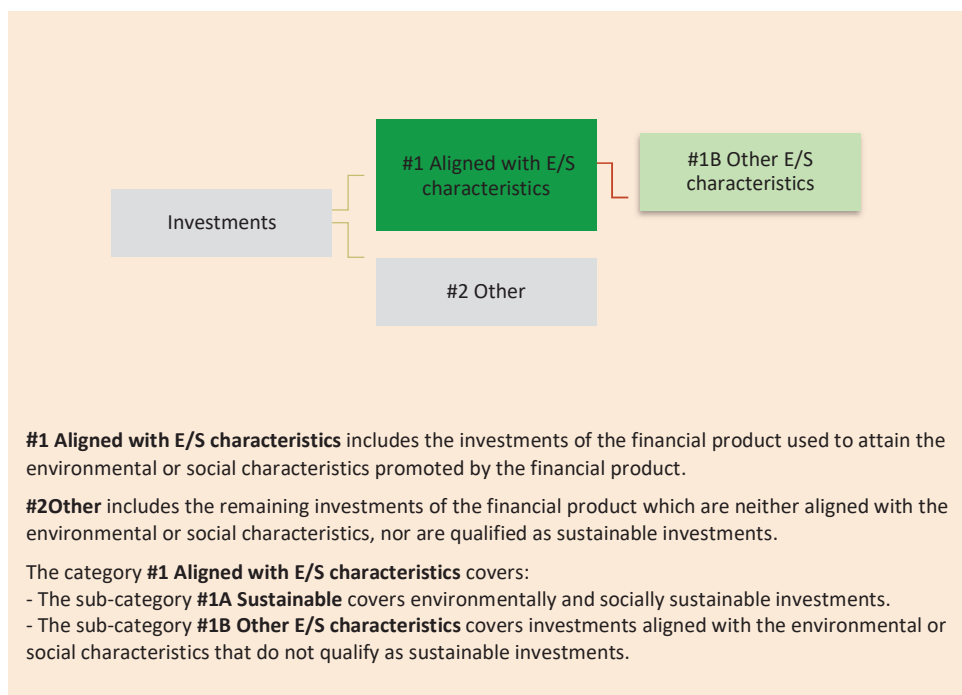 #1 Aligned with E/S
characteristics
#1B Other E/S
characteristics
Investments
#2 Other
#1 Aligned with E/S characteristics includes the investments of the financial product used to attain the
environmental or social characteristics promoted by the financial product.
#2Other includes the remaining investments of the financial product which are neither aligned with the
environmental or social characteristics, nor are qualified as sustainable investments.
The category #1 Aligned with E/S characteristics covers:
- The sub-category #1A Sustainable covers environmentally and socially sustainable investments.
- The sub-category #1B Other E/S characteristics covers investments aligned with the environmental or
social characteristics that do not qualify as sustainable investments.